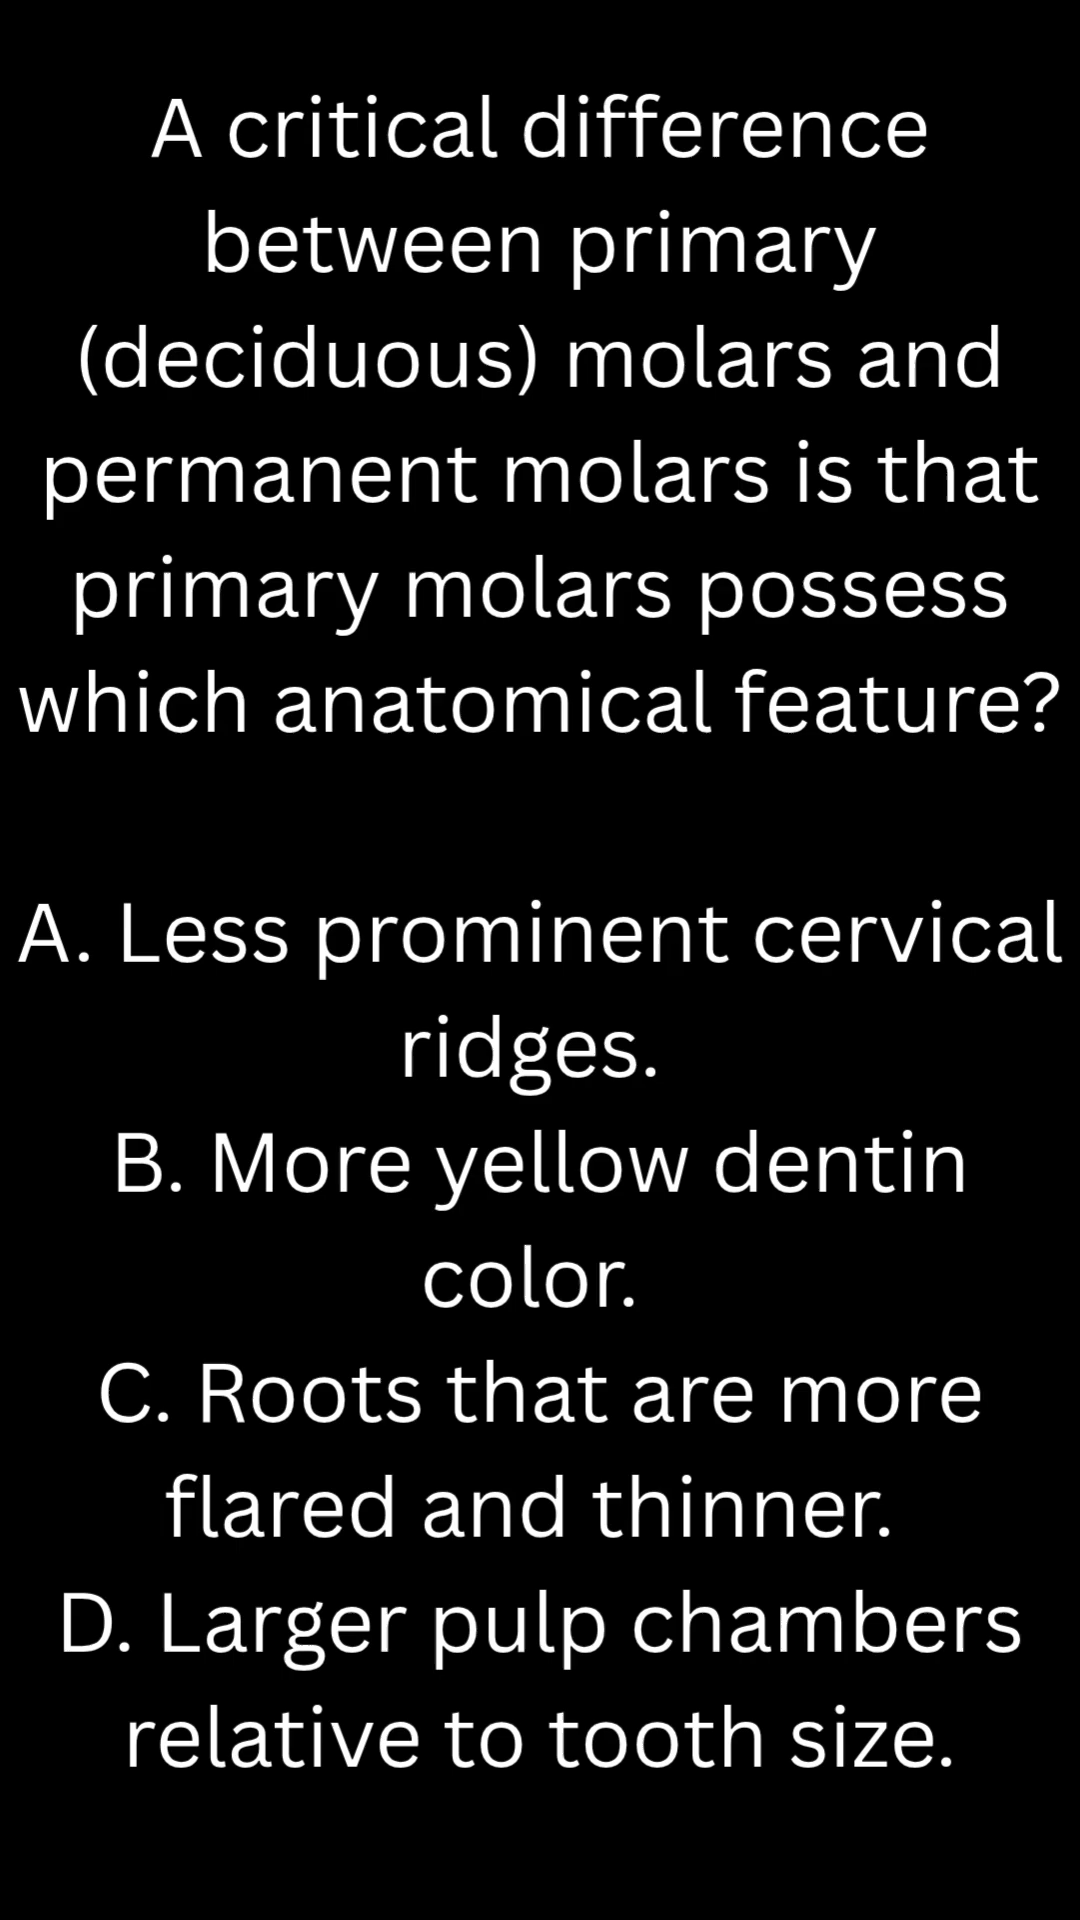 A critical difference
between primary
(deciduous) molars and
permanent molars is that
primary molars possess
which anatomical feature?
A. Less prominent cervical
ridges.
B. More yellow dentin
color.
C. Roots that are more
flared and thinner.
D. Larger pulp chambers
relative to tooth size.